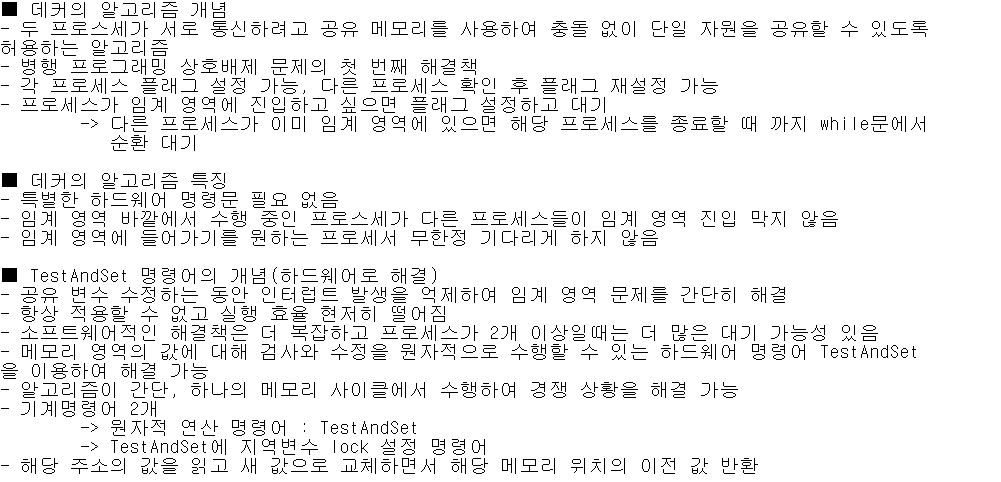 ■ 데커의 알고리즘 개념
- 두 프로스세가 서로 통신하려고 공유 메모리를 사용하여 충돌 없이 단일 자원을 공유할 수 있도록
허용하는 알고리즘
- 병행 프로그래밍 상호배제 문제의 첫 번째 해결책
- 각 프로세스 플래그 설정 가능, 다른 프로세스 확인 후 플래그 재설정 가능
- 프로세스가 임계 영역에 진입하고 싶으면 플래그 설정하고 대기
-> 다른 프로세스가 이미 임계 영역에 있으면 해당 프로세스를 종료할 때 까지 while문에서
순환 대기
■ 데커의 알고리즘 특징
- 특별한 하드웨어 명령문 필요 없음
- 임계 영역 바깥에서 수행 중인 프로스세가 다른 프로세스들이 임계 영역 진입 막지 않음
- 임계 영역에 들어가기를 원하는 프로세서 무한정 기다리게 하지 않음
■ TestAndSet 명령어의 개념(하드웨어로 해결)
- 공유 변수 수정하는 동안 인터럽트 발생을 억제하여 임계 영역 문제를 간단히 해결
- 항상 적용할 수 없고 실행 효율 현저히 떨어짐
- 소프트웨어적인 해결책은 더 복잡하고 프로세스가 2개 이상일때는 더 많은 대기 가능성 있음
- 메모리 영역의 값에 대해 검사와 수정을 원자적으로 수행할 수 있는 하드웨어 명령어 TestAndSet
을 이용하여 해결 가능
- 알고리즘이 간단, 하나의 메모리 사이클에서 수행하여 경쟁 상황을 해결 가능
- 기계명령어 2개
-> 원자적 연산 명령어 : TestAndSet
-> TestAndSet에 지역변수 lock 설정 명령어
- 해당 주소의 값을 읽고 새 값으로 교체하면서 해당 메모리 위치의 이전 값 반환